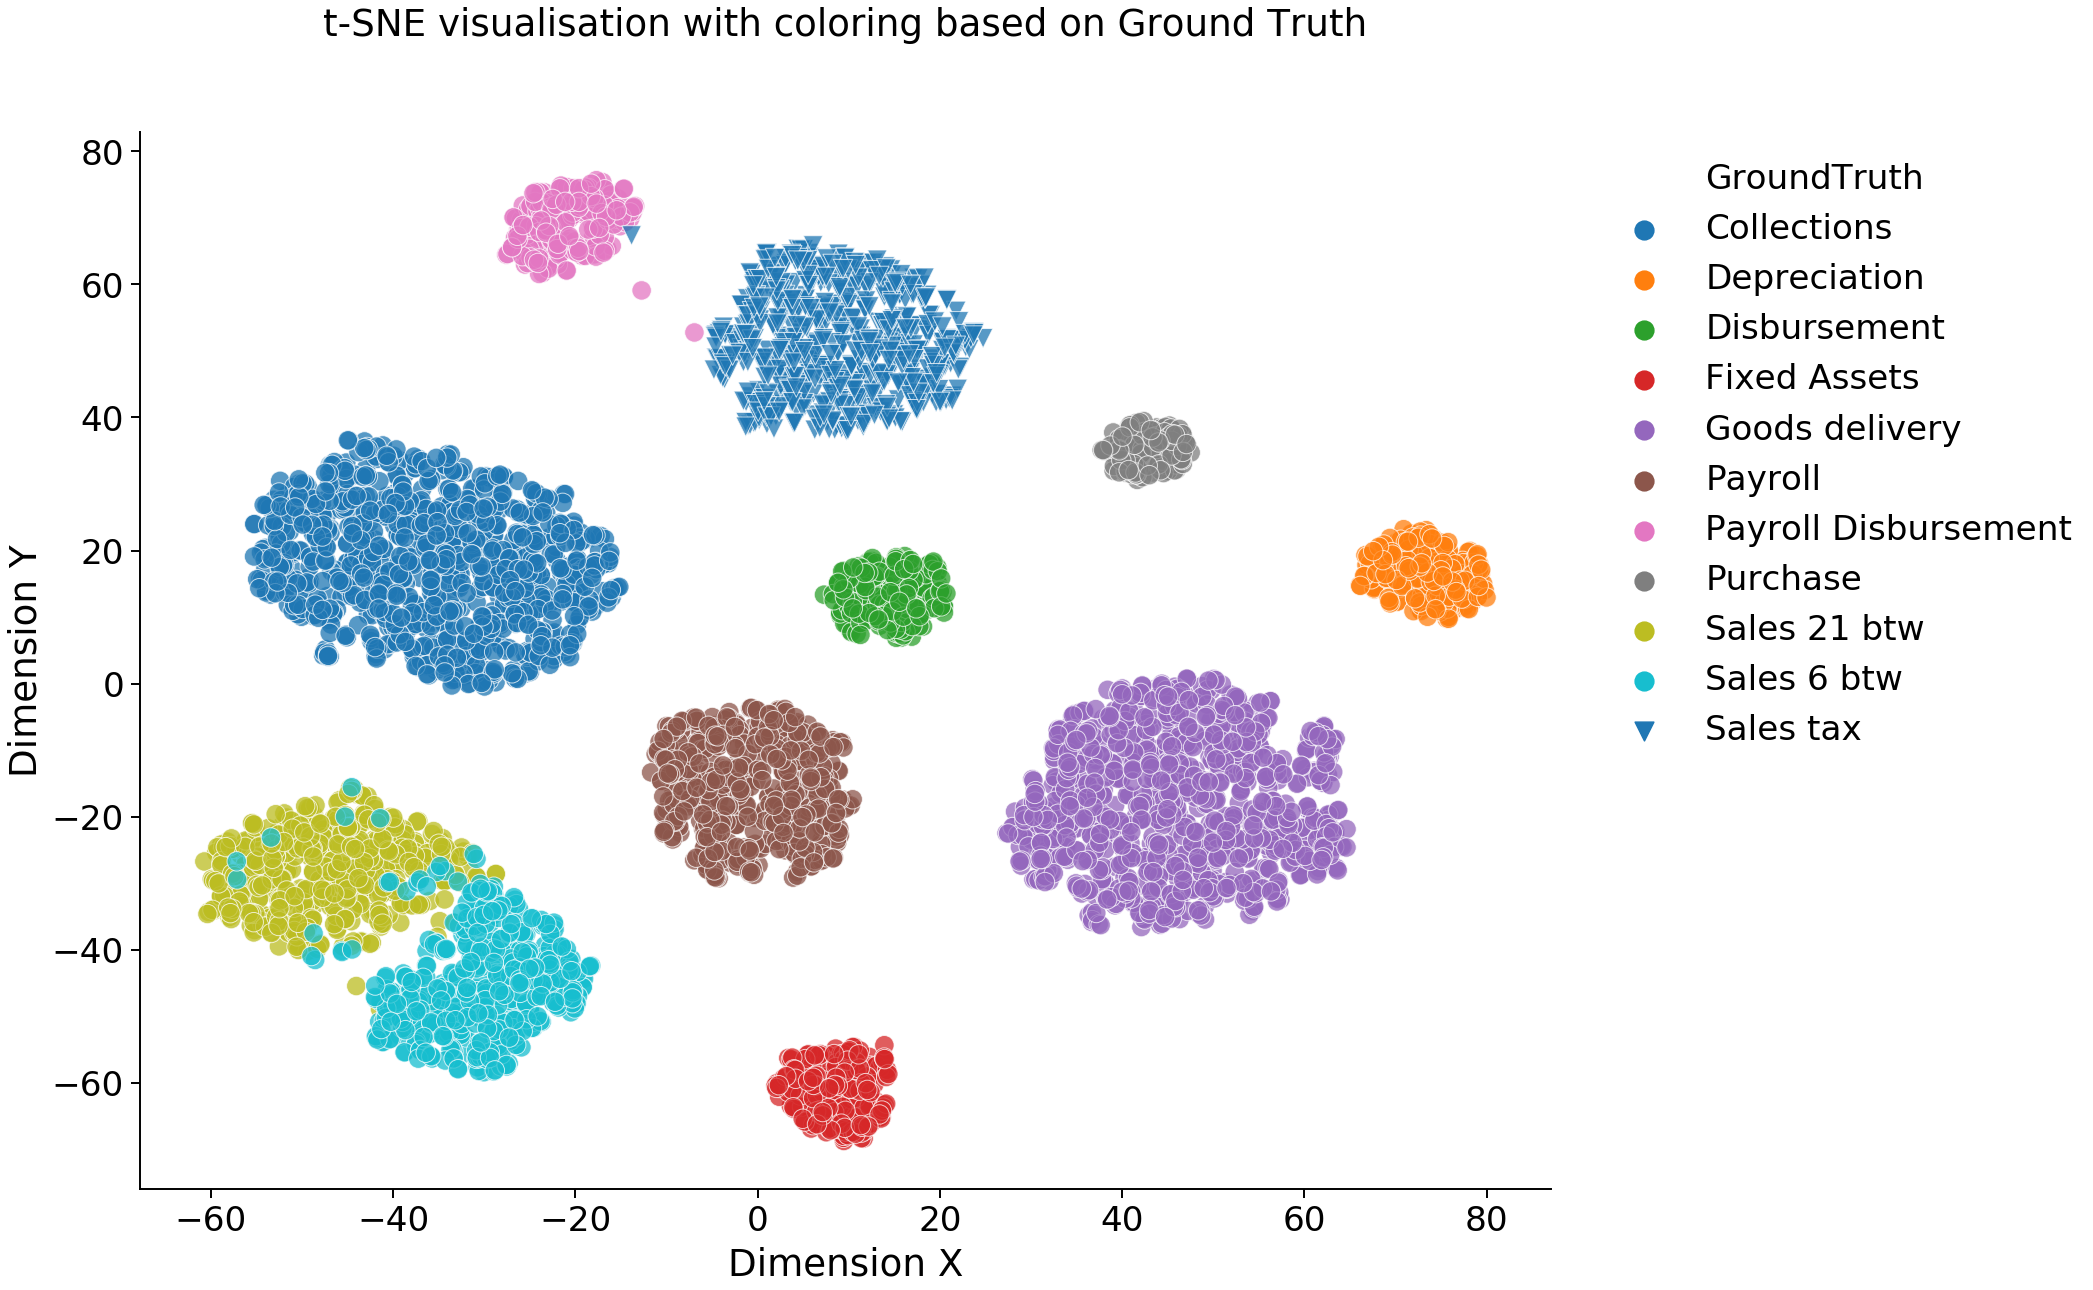 t-SNE visualisation with coloring based on Ground Truth
80
60
40
20
0
−20
−40
−60
Dimension Y
−60
−40
−20
0
20
40
60
80
Dimension X
GroundTruth
Collections
Depreciation
Disbursement
Fixed Assets
Goods delivery
Payroll
Payroll Disbursement
Purchase
Sales 21 btw
Sales 6 btw
Sales tax